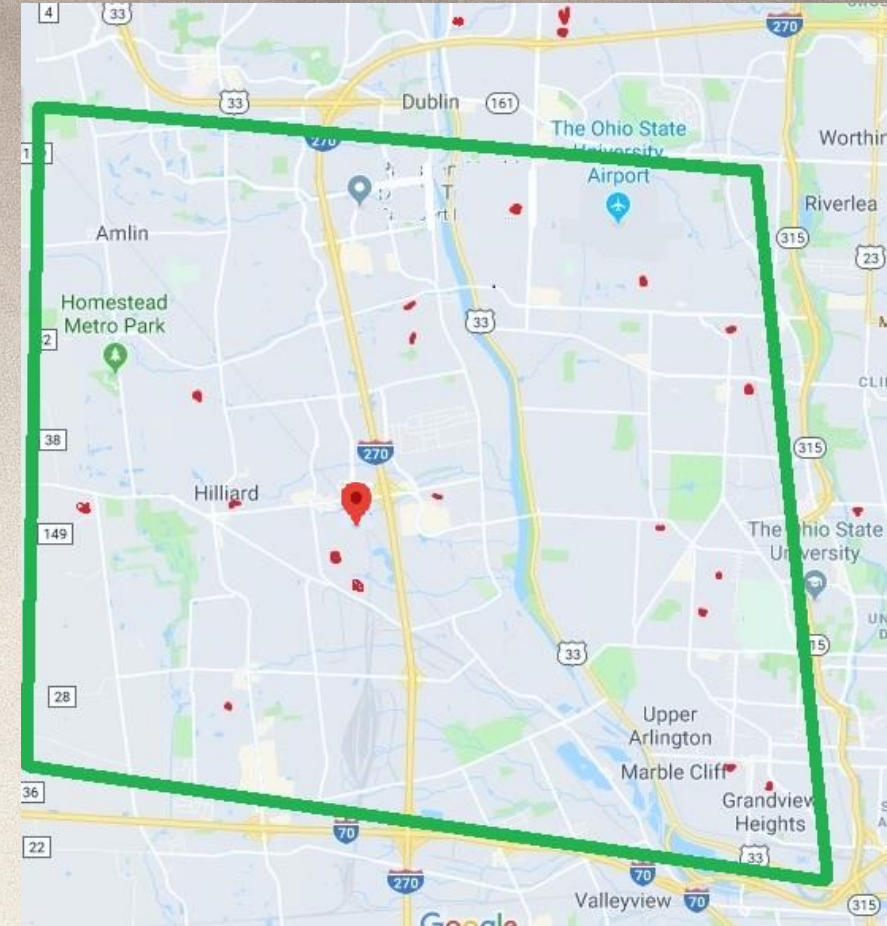 4
33
270
33
Dublin
161
The Ohio State
University
Airport
270
Worthin
Riverlea
315
23
Amlin
Homestead
Metro Park
33
38
CLI
270
315
Hilliard
149
The Ohio State
University
33
15
28
Upper
Arlington
Marble Cliff
Grandview
Heights
36
22
70
270
33
70
Valleyview
70
315
Google